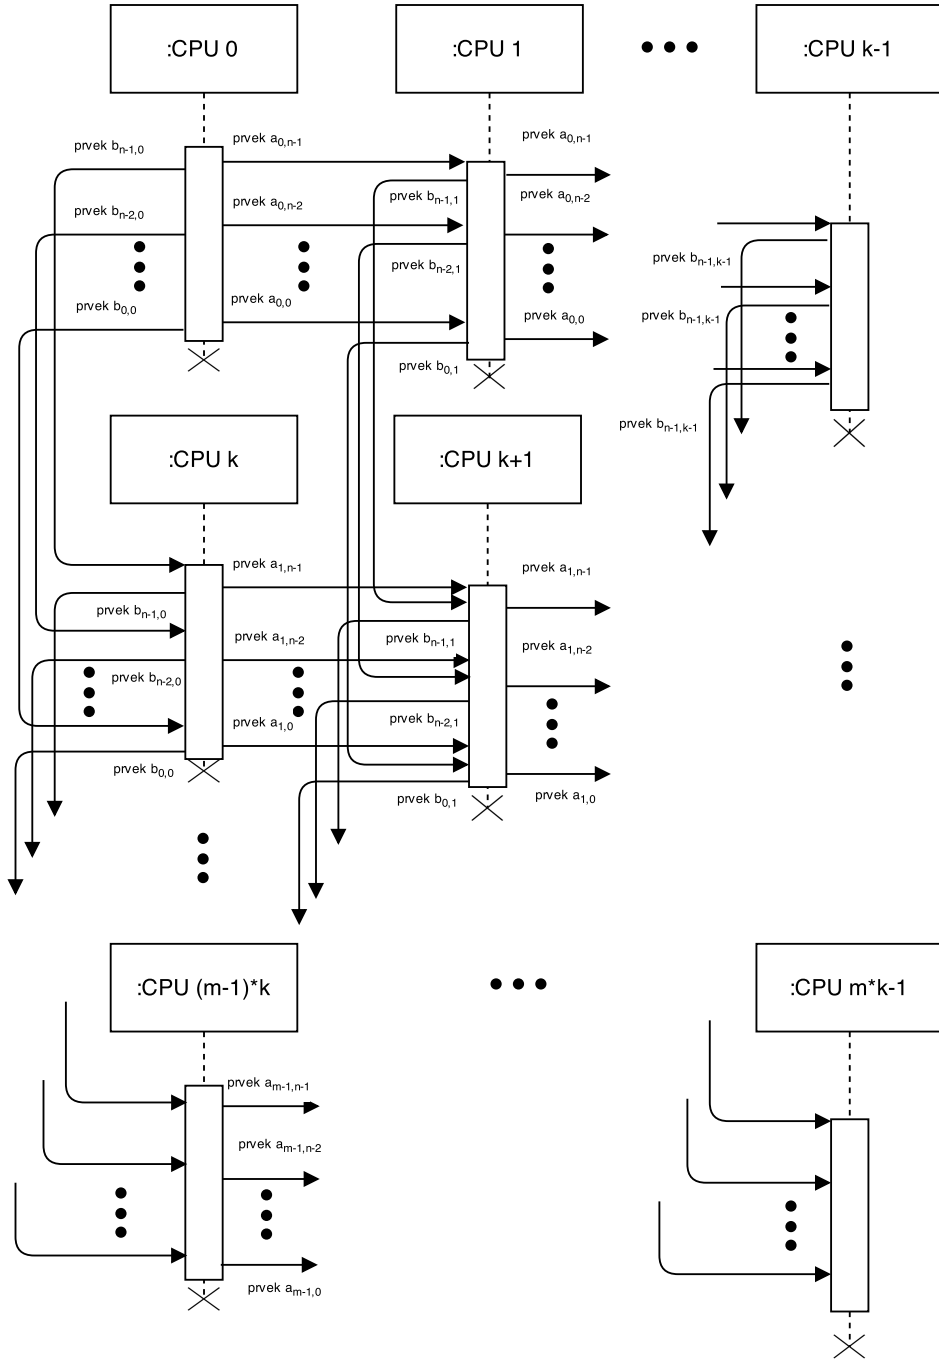 :CPU 0
:CPU 1
:CPU k-1
prvek b_{n-1,0}
prvek a_{0,n-1}
prvek a_{0,n-1}
prvek b_{n-2,0}
prvek a_{0,n-2}
prvek b_{n-1,1}
prvek a_{0,n-2}
prvek b_{n-2,1}
prvek b_{n-1,k-1}
prvek b_{0,0}
prvek a_{0,0}
prvek a_{0,0}
prvek b_{n-1,k-1}
prvek b_{0,1}
prvek b_{n-1,k-1}
:CPU k
:CPU k+1
prvek a_{1,n-1}
prvek a_{1,n-1}
prvek b_{n-1,0}
prvek a_{1,n-2}
prvek b_{n-1,1}
prvek a_{1,n-2}
prvek b_{n-2,0}
prvek a_{1,0}
prvek b_{n-2,1}
prvek b_{0,0}
prvek b_{0,1}
prvek a_{1,0}
:CPU (m-1)*k
:CPU m*k-1
prvek a_{m-1,n-1}
prvek a_{m-1,n-2}
prvek a_{m-1,0}